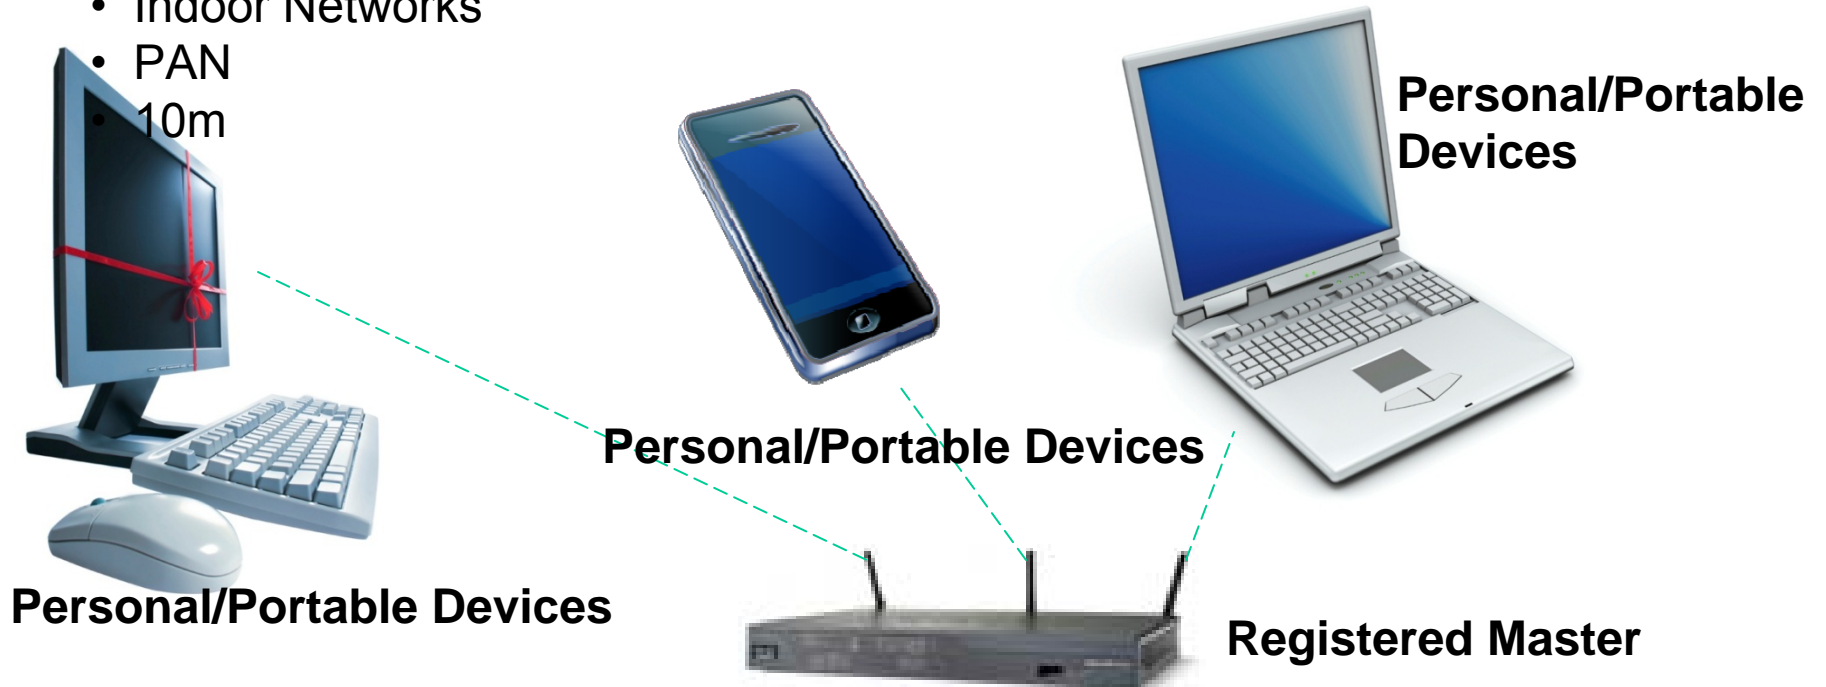 • Indoor Networks
• PAN
• 10m
Personal/Portable
Devices
Personal/Portable Devices
Personal/Portable Devices
Registered Master